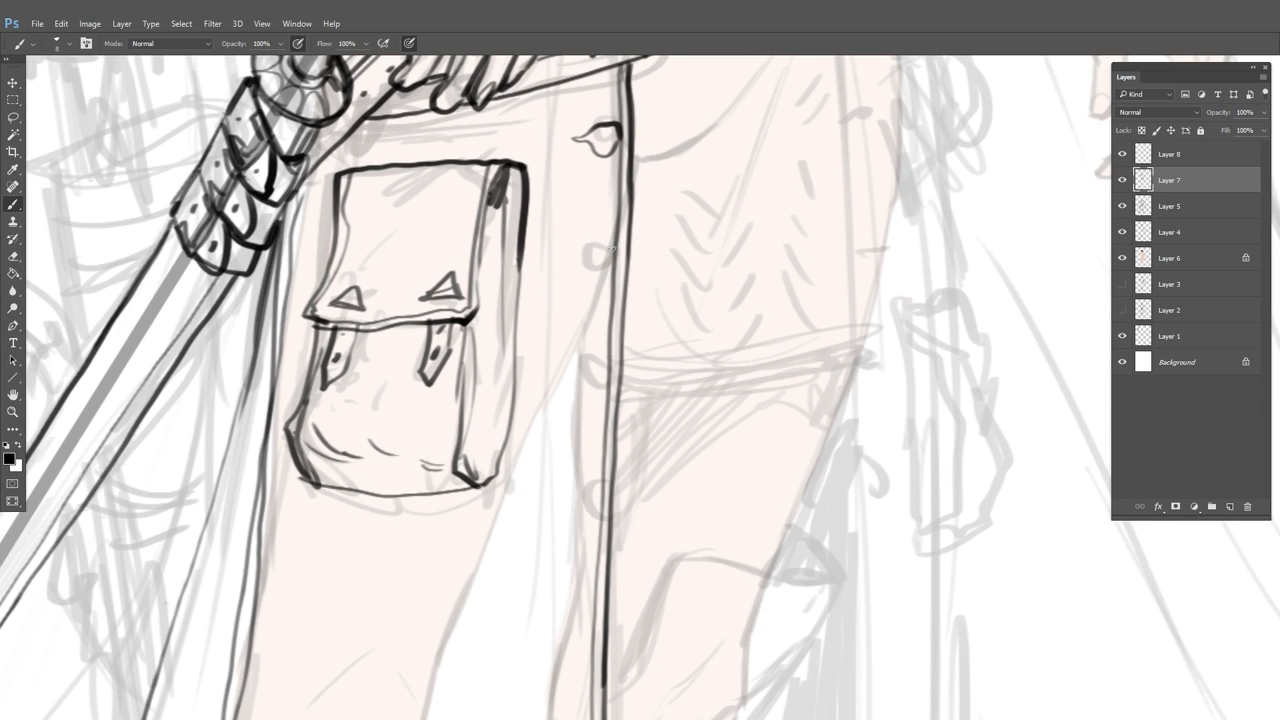 Ps File Edit Image Layer Type Select Filter 3D View Window Help
8 Mode: Normal Opacity: 100% Flow: 100%
Layers
Kind
Normal Opacity: 100%
Lock: Fill: 100%
Layer 8
Layer 7
Layer 5
Layer 4
Layer 6
Layer 3
Layer 2
Layer 1
Background